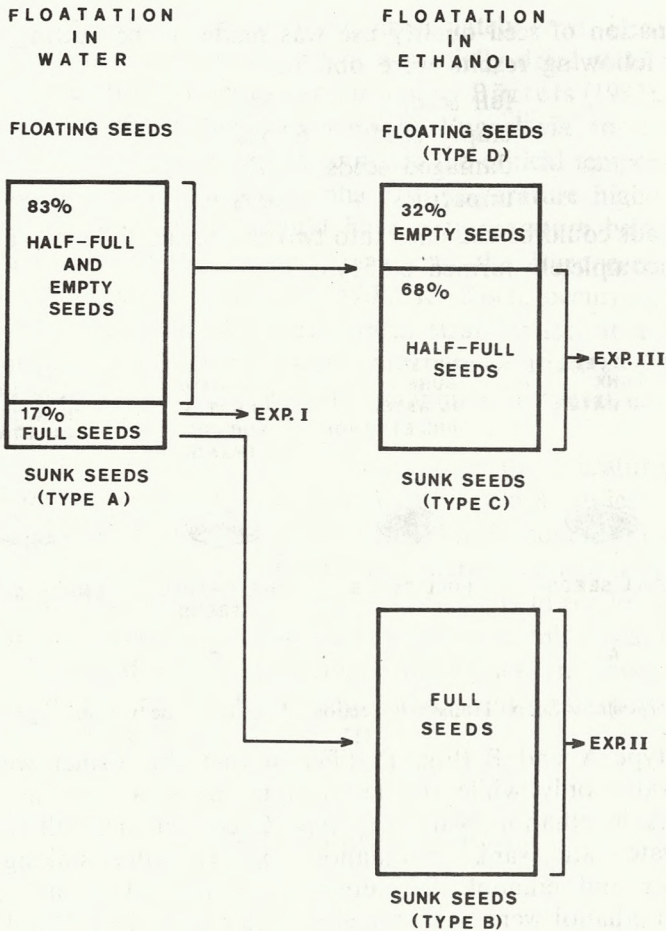 FLOATATION
IN
WATER
FLOATING SEEDS
83%
HALF-FULL
AND
EMPTY
SEEDS
17%
FULL SEEDS
EXP. I
SUNK SEEDS
(TYPE A)
FLOATATION
IN
ETHANOL
FLOATING SEEDS
(TYPE D)
32%
EMPTY SEEDS
68%
HALF-FULL
SEEDS
EXP. III
SUNK SEEDS
(TYPE C)
FULL
SEEDS
EXP. II
SUNK SEEDS
(TYPE B)